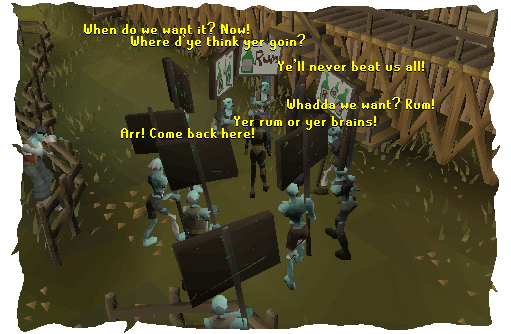 When do we want it? Now!
Where d'ye think yer goin?
Rum
Ye'll never beat us all!
Whadda we want? Rum!
Yer rum or yer brains!
Arr! Come back here!